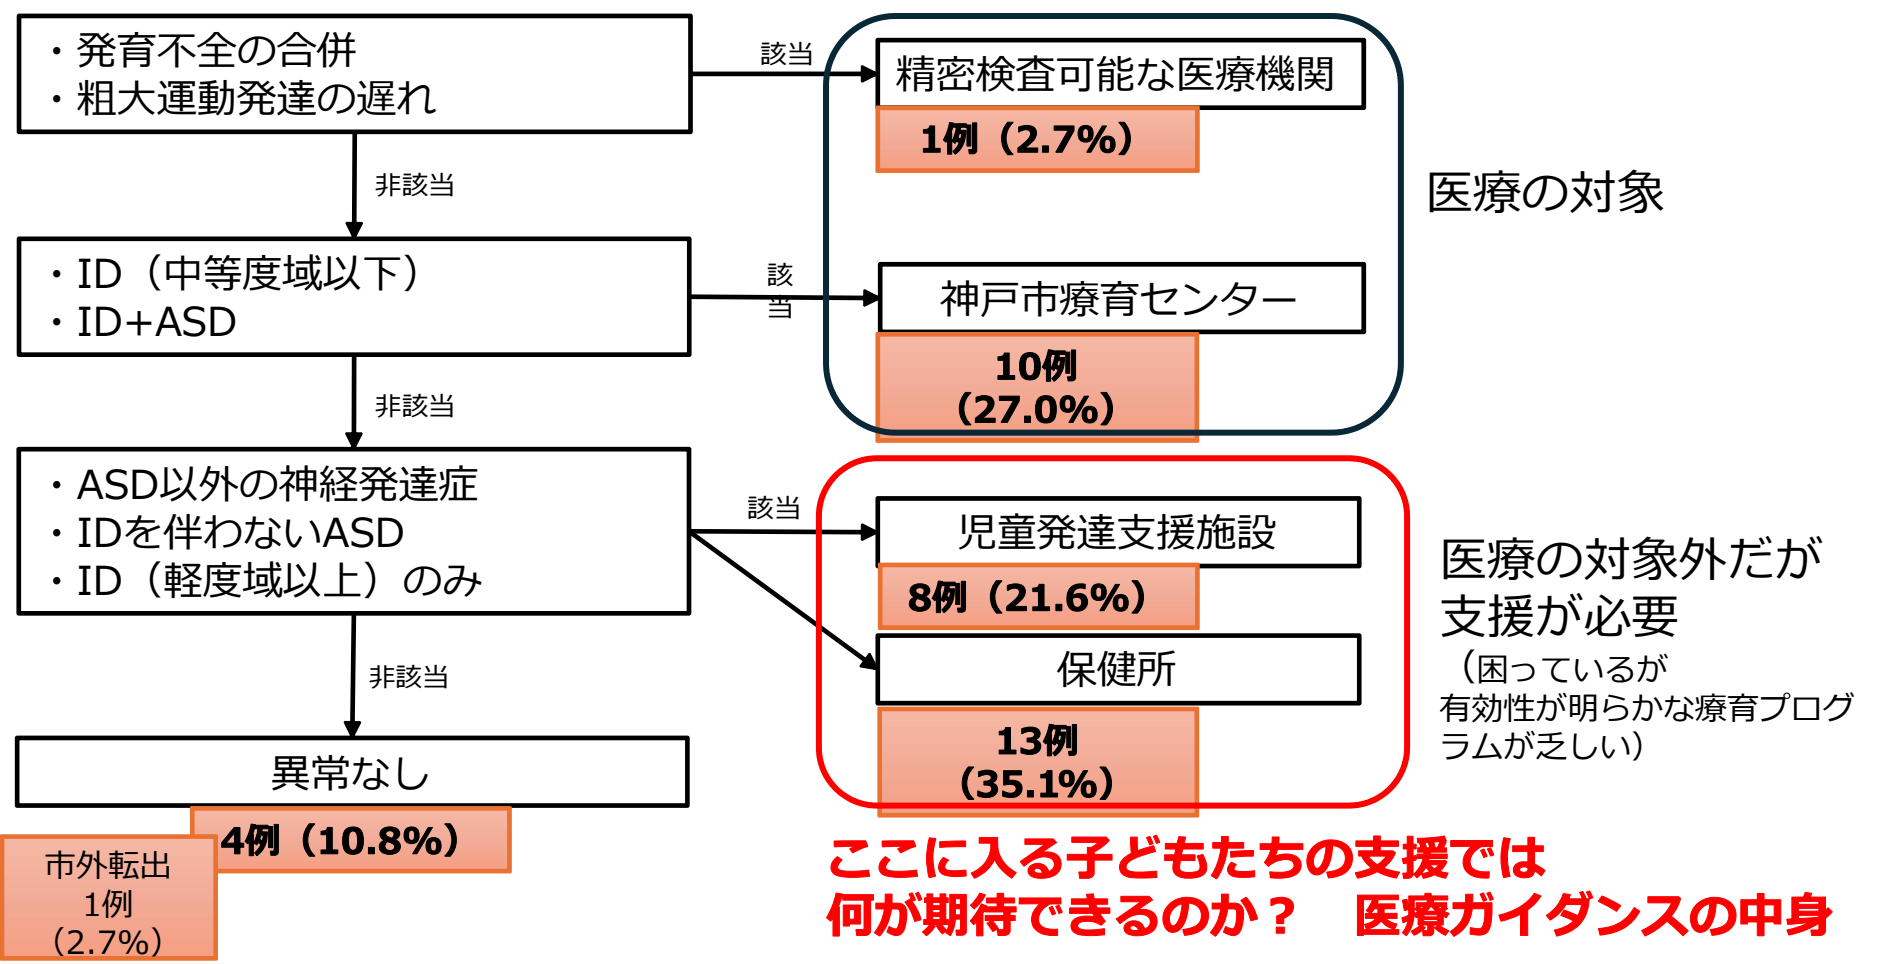 ・発育不全の合併
・粗大運動発達の遅れ
該当
精密検査可能な医療機関
1例（2.7%）
医療の対象
非該当
・ID（中等度域以下）
・ID+ASD
該
当
神戸市療育センター
10例
（27.0%）
非該当
・ASD以外の神経発達症
・IDを伴わないASD
・ID（軽度域以上）のみ
該当
児童発達支援施設
8例（21.6%）
保健所
13例
（35.1%）
医療の対象外だが
支援が必要
（困っているが
有効性が明らかな療育プログ
ラムが乏しい）
非該当
異常なし
4例（10.8%）
市外転出
1例
（2.7%）
ここに入る子どもたちの支援では
何が期待できるのか？　医療ガイダンスの中身